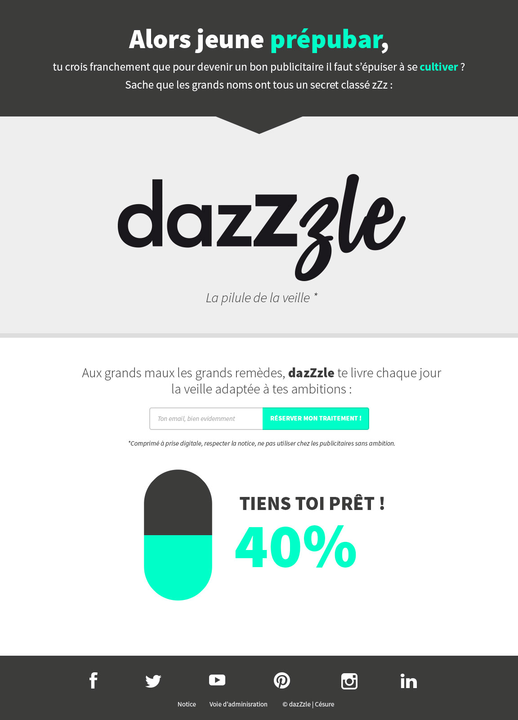 Alors jeune prépubar,
tu crois franchement que pour devenir un bon publicitaire il faut s'épuiser à se cultiver ?
Sache que les grands noms ont tous un secret classé zZz :
dazZzle
La pilule de la veille *
Aux grands maux les grands remèdes, dazZzle te livre chaque jour
la veille adaptée à tes ambitions :
Ton email, bien evidemment
RÉSERVER MON TRAITEMENT !
*Comprimé à prise digitale, respecter la notice, ne pas utiliser chez les publicitaires sans ambition.
TIENS TOI PRÊT !
40%
Notice Voie d'adminisration © dazZzle | Césure